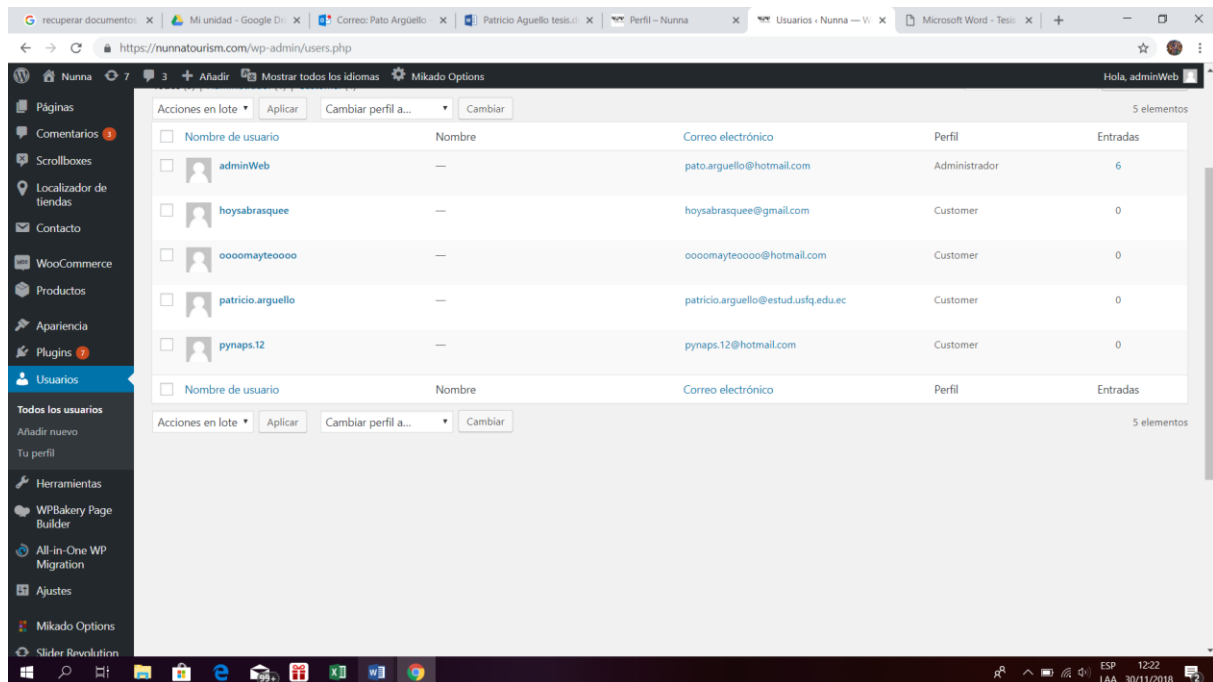 recuperar documentos
Mi unidad - Google Dri
Correo: Pato Argüello -
Patricio Aguello tesis.d
Perfil – Nunna
Usuarios ‹ Nunna — W
Microsoft Word - Tesis
https://nunnatourism.com/wp-admin/users.php
Nunna 7 3 Añadir Mostrar todos los idiomas Mikado Options Hola, adminWeb
Páginas
Comentarios 3
Scrollboxes
Localizador de
tiendas
Contacto
WooCommerce
Productos
Apariencia
Plugins 7
Usuarios
Todos los usuarios
Añadir nuevo
Tu perfil
Herramientas
WPBakery Page
Builder
All-in-One WP
Migration
Ajustes
Mikado Options
Slider Revolution
Acciones en lote Aplicar Cambiar perfil a... Cambiar 5 elementos
Nombre de usuario Nombre Correo electrónico Perfil Entradas
adminWeb — pato.arguello@hotmail.com Administrador 6
hoysabrasquee — hoysabrasquee@gmail.com Customer 0
oooomayteoooo — oooomayteoooo@hotmail.com Customer 0
patricio.arguello — patricio.arguello@estud.usfq.edu.ec Customer 0
pynaps.12 — pynaps.12@hotmail.com Customer 0
Nombre de usuario Nombre Correo electrónico Perfil Entradas
Acciones en lote Aplicar Cambiar perfil a... Cambiar 5 elementos
99+
ESP 12:22
LAA 30/11/2018